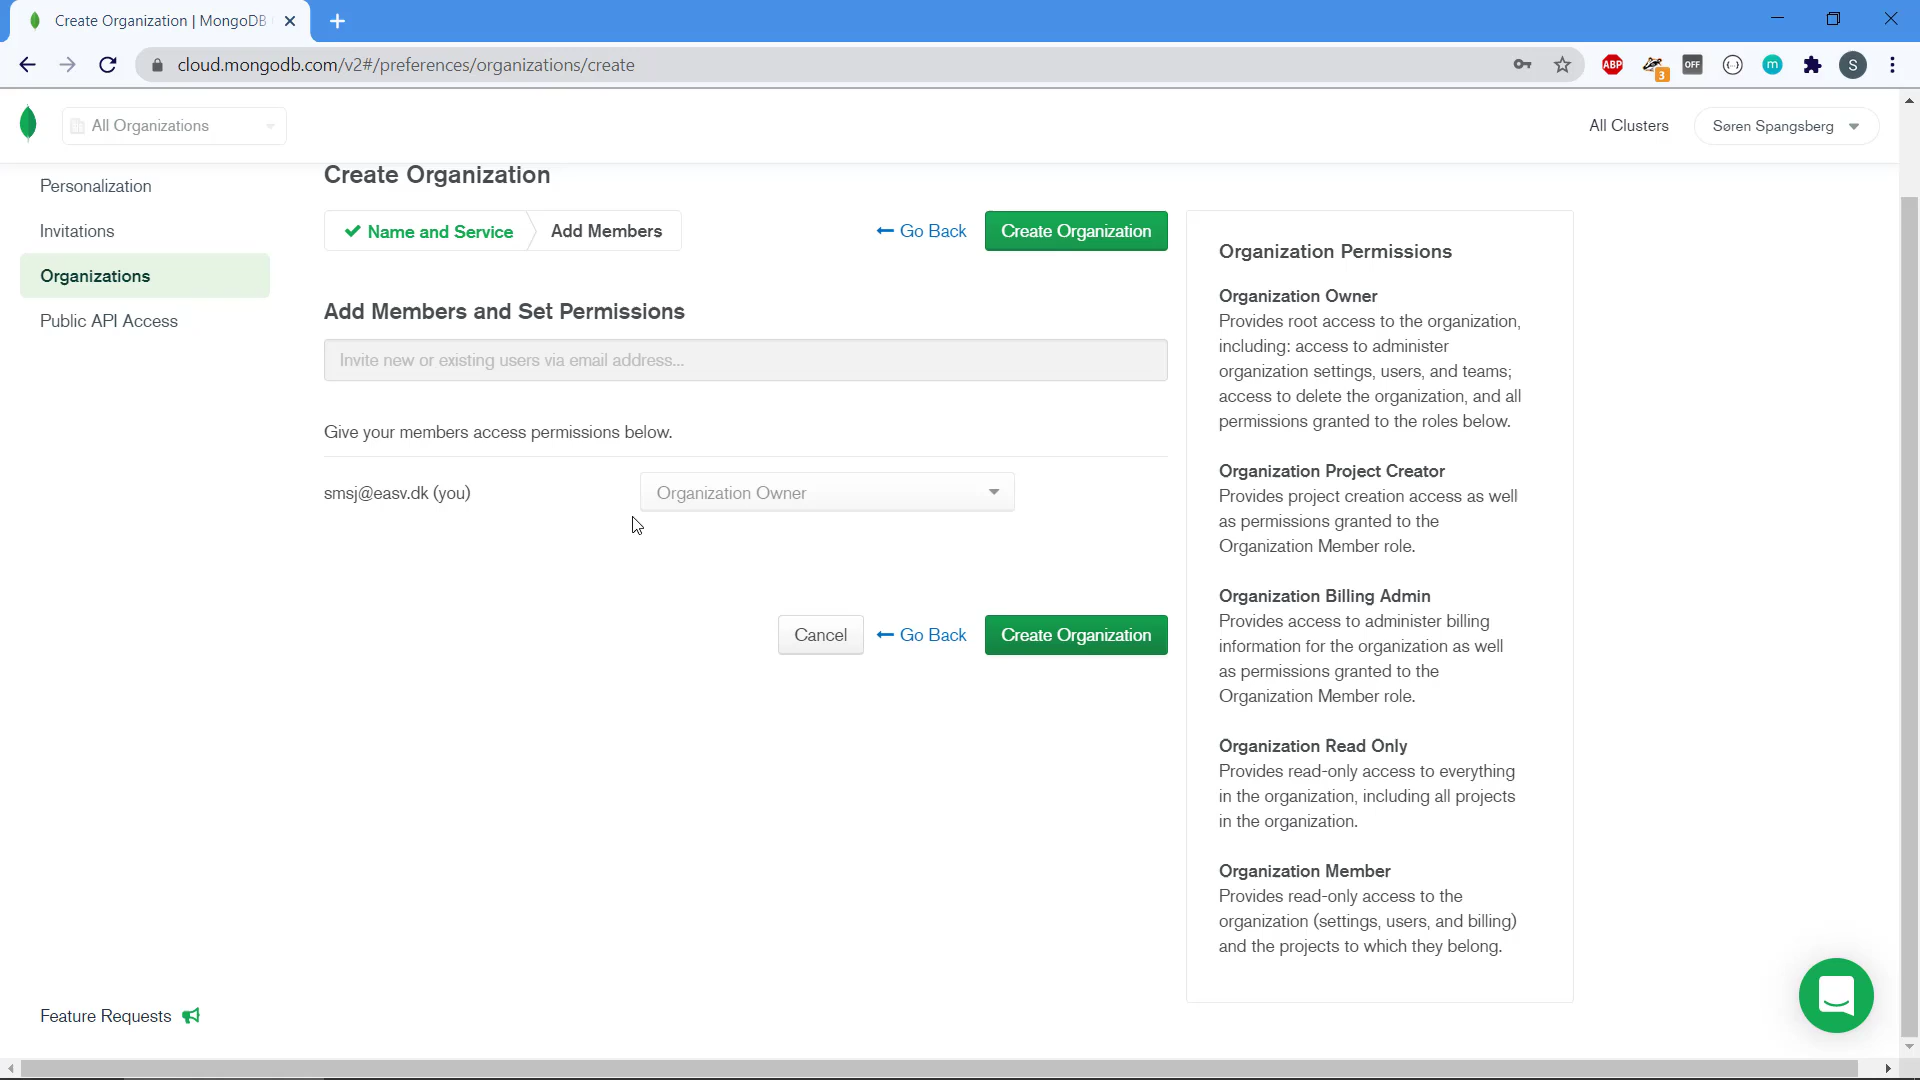 Create Organization | MongoDB
cloud.mongodb.com/v2#/preferences/organizations/create
ABP
3
OFF
m
S
All Organizations
All Clusters
Søren Spangsberg
Personalization
Invitations
Organizations
Public API Access
Feature Requests
Create Organization
Name and Service
Add Members
Go Back
Create Organization
Add Members and Set Permissions
Invite new or existing users via email address...
Give your members access permissions below.
smsj@easv.dk (you)
Organization Owner
Cancel
Go Back
Create Organization
Organization Permissions
Organization Owner
Provides root access to the organization,
including: access to administer
organization settings, users, and teams;
access to delete the organization, and all
permissions granted to the roles below.
Organization Project Creator
Provides project creation access as well
as permissions granted to the
Organization Member role.
Organization Billing Admin
Provides access to administer billing
information for the organization as well
as permissions granted to the
Organization Member role.
Organization Read Only
Provides read-only access to everything
in the organization, including all projects
in the organization.
Organization Member
Provides read-only access to the
organization (settings, users, and billing)
and the projects to which they belong.